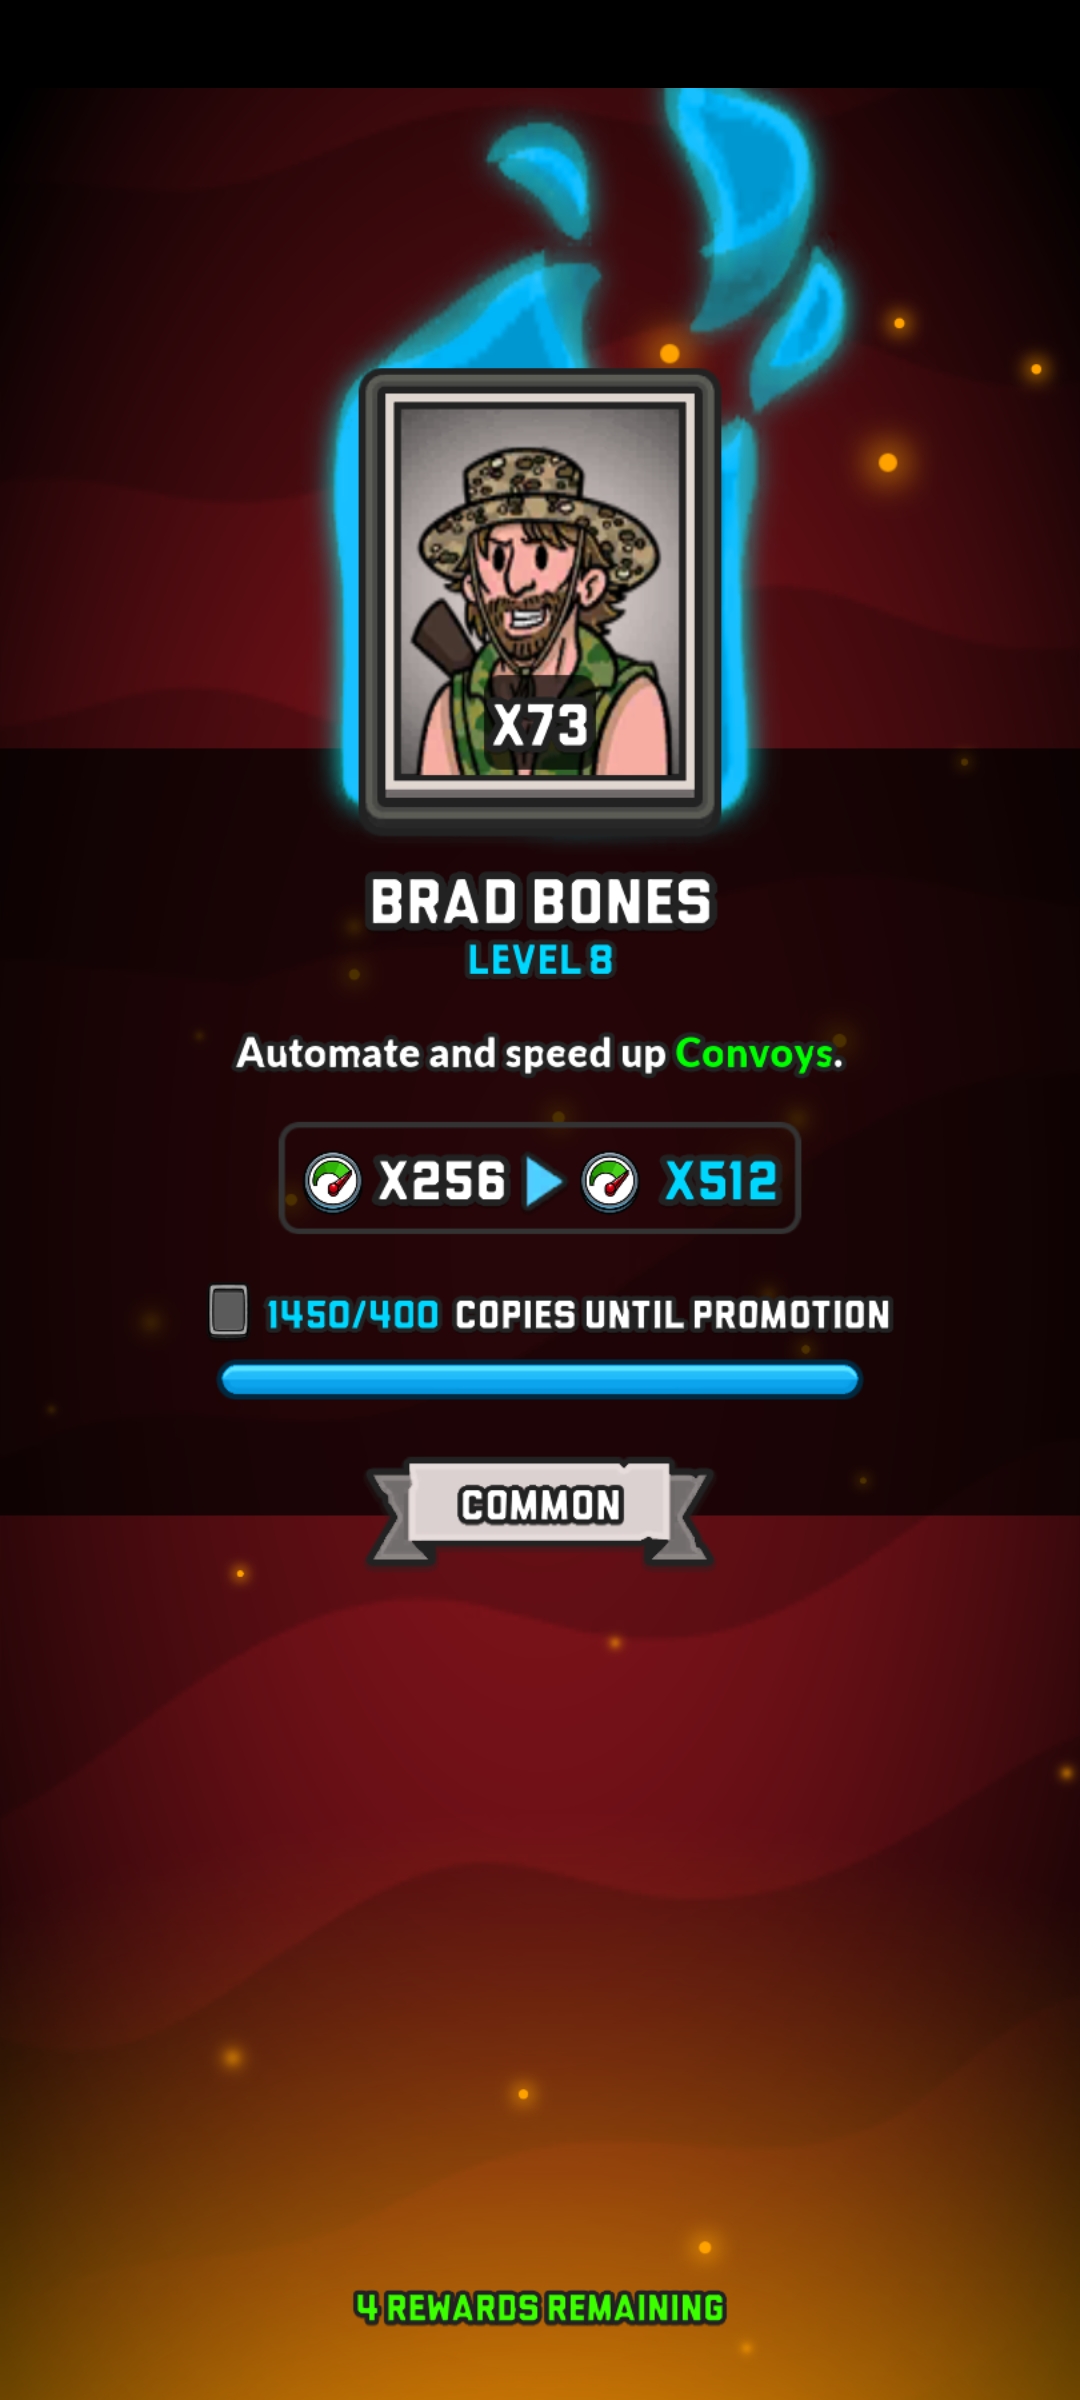 X73
BRAD BONES
LEVEL 8
Automate and speed up Convoys.
X256 X512
1450/400 COPIES UNTIL PROMOTION
COMMON
4 REWARDS REMAINING